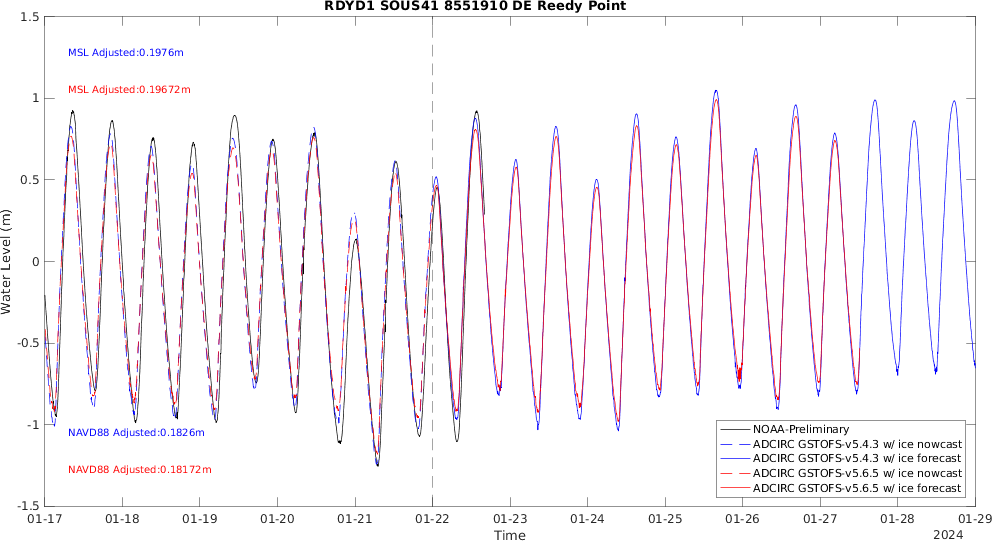 RDYD1 SOUS41 8551910 DE Reedy Point
1.5
1
0.5
0
-0.5
-1
-1.5
Water Level (m)
MSL Adjusted:0.1976m
MSL Adjusted:0.19672m
NAVD88 Adjusted:0.1826m
NAVD88 Adjusted:0.18172m
NOAA-Preliminary
ADCIRC GSTOFS-v5.4.3 w/ ice nowcast
ADCIRC GSTOFS-v5.4.3 w/ ice forecast
ADCIRC GSTOFS-v5.6.5 w/ ice nowcast
ADCIRC GSTOFS-v5.6.5 w/ ice forecast
01-17 01-18 01-19 01-20 01-21 01-22 01-23 01-24 01-25 01-26 01-27 01-28 01-29
Time
2024